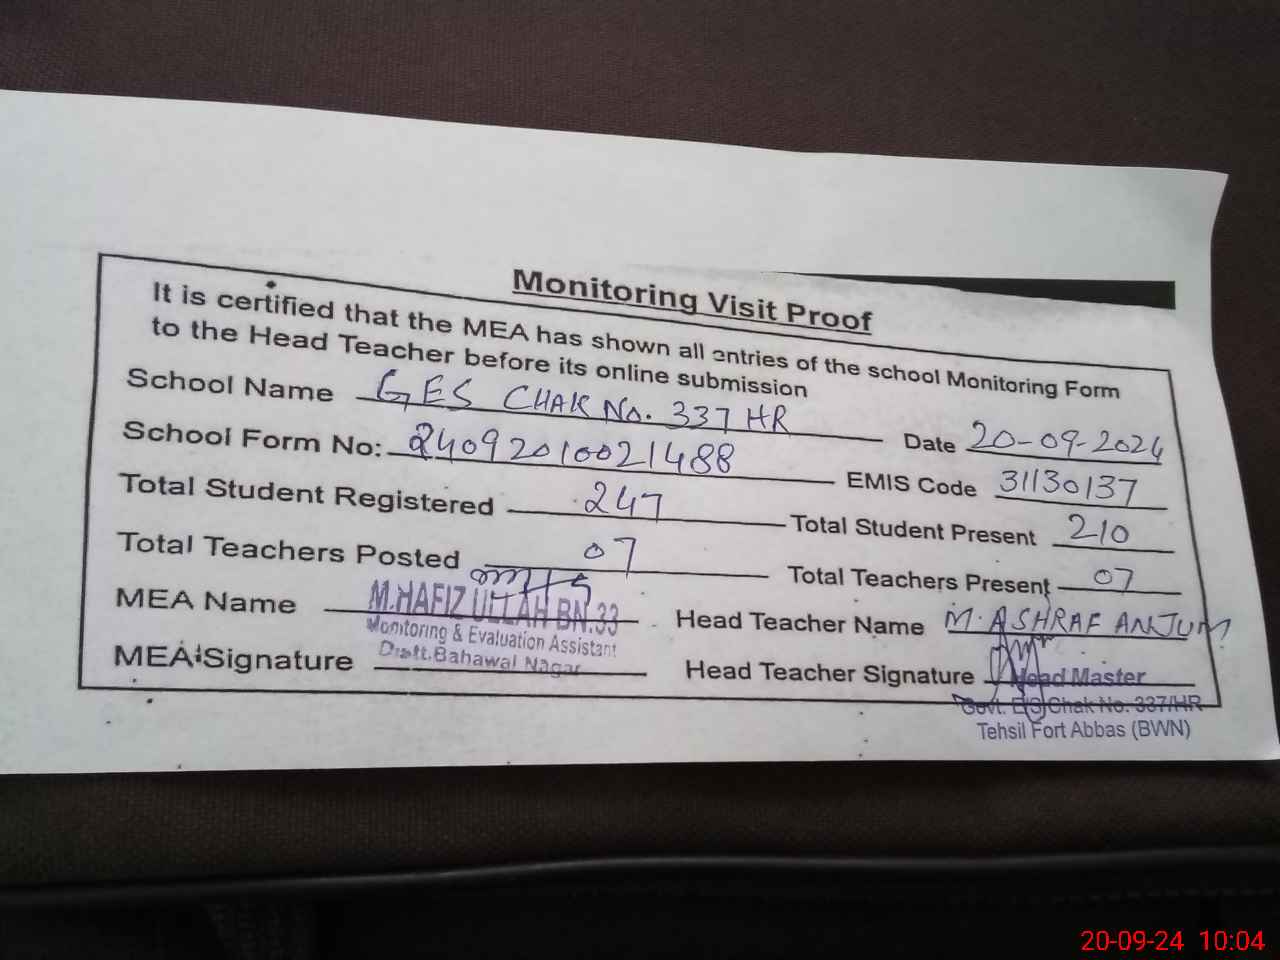 Monitoring Visit Proof
It is certified that the MEA has shown all entries of the school Monitoring Form
to the Head Teacher before its online submission
School Name GES CHAK No. 337 HR Date 20-09-2024
School Form No: 24092010021488 EMIS Code 31130137
Total Student Registered 247 Total Student Present 210
Total Teachers Posted 07 Total Teachers Present 07
MEA Name M.HAFIZ ULLAH BN.33 Head Teacher Name M. ASHRAF ANJUM
Monitoring & Evaluation Assistant
Distt. Bahawal Nagar
MEA Signature Head Teacher Signature Head Master
Govt. E/S Chak No. 337/HR
Tehsil Fort Abbas (BWN)
20-09-24 10:04